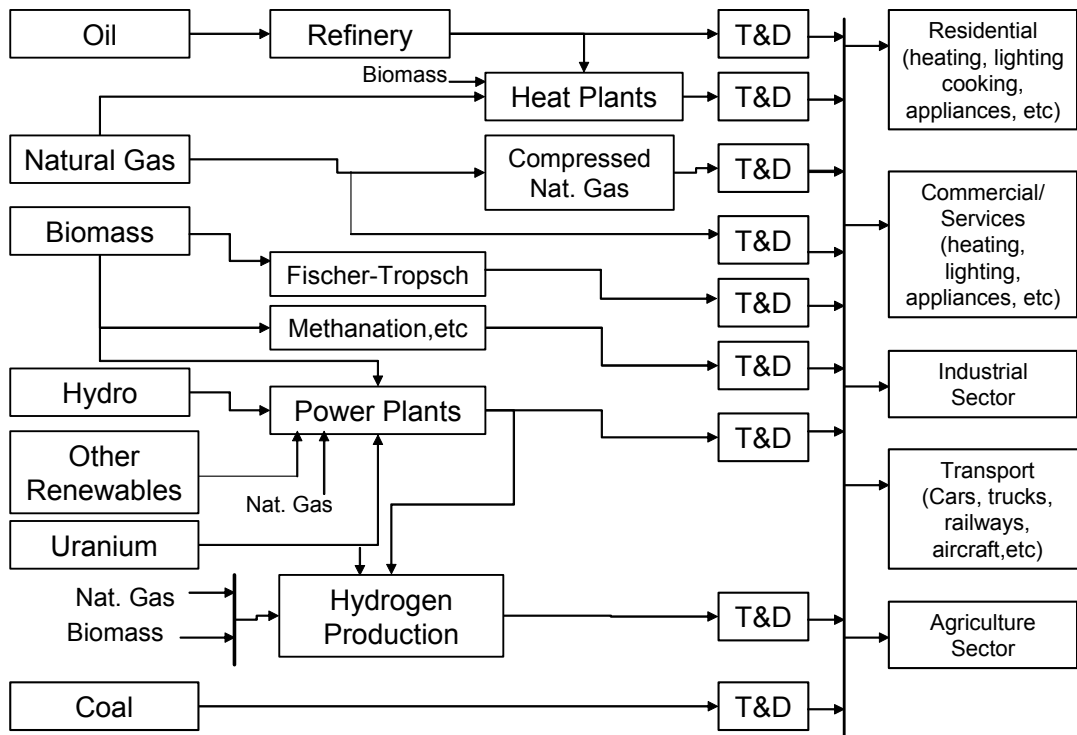 Oil
Refinery
T&D
Residential
(heating, lighting
cooking,
appliances, etc)
Biomass
Heat Plants
T&D
Natural Gas
Compressed
Nat. Gas
T&D
Commercial/
Services
(heating,
lighting,
appliances, etc)
Biomass
T&D
Fischer-Tropsch
T&D
Methanation,etc
T&D
Industrial
Sector
Hydro
Power Plants
T&D
Other
Renewables
Nat. Gas
Transport
(Cars, trucks,
railways,
aircraft,etc)
Uranium
Nat. Gas
Biomass
Hydrogen
Production
T&D
Agriculture
Sector
Coal
T&D